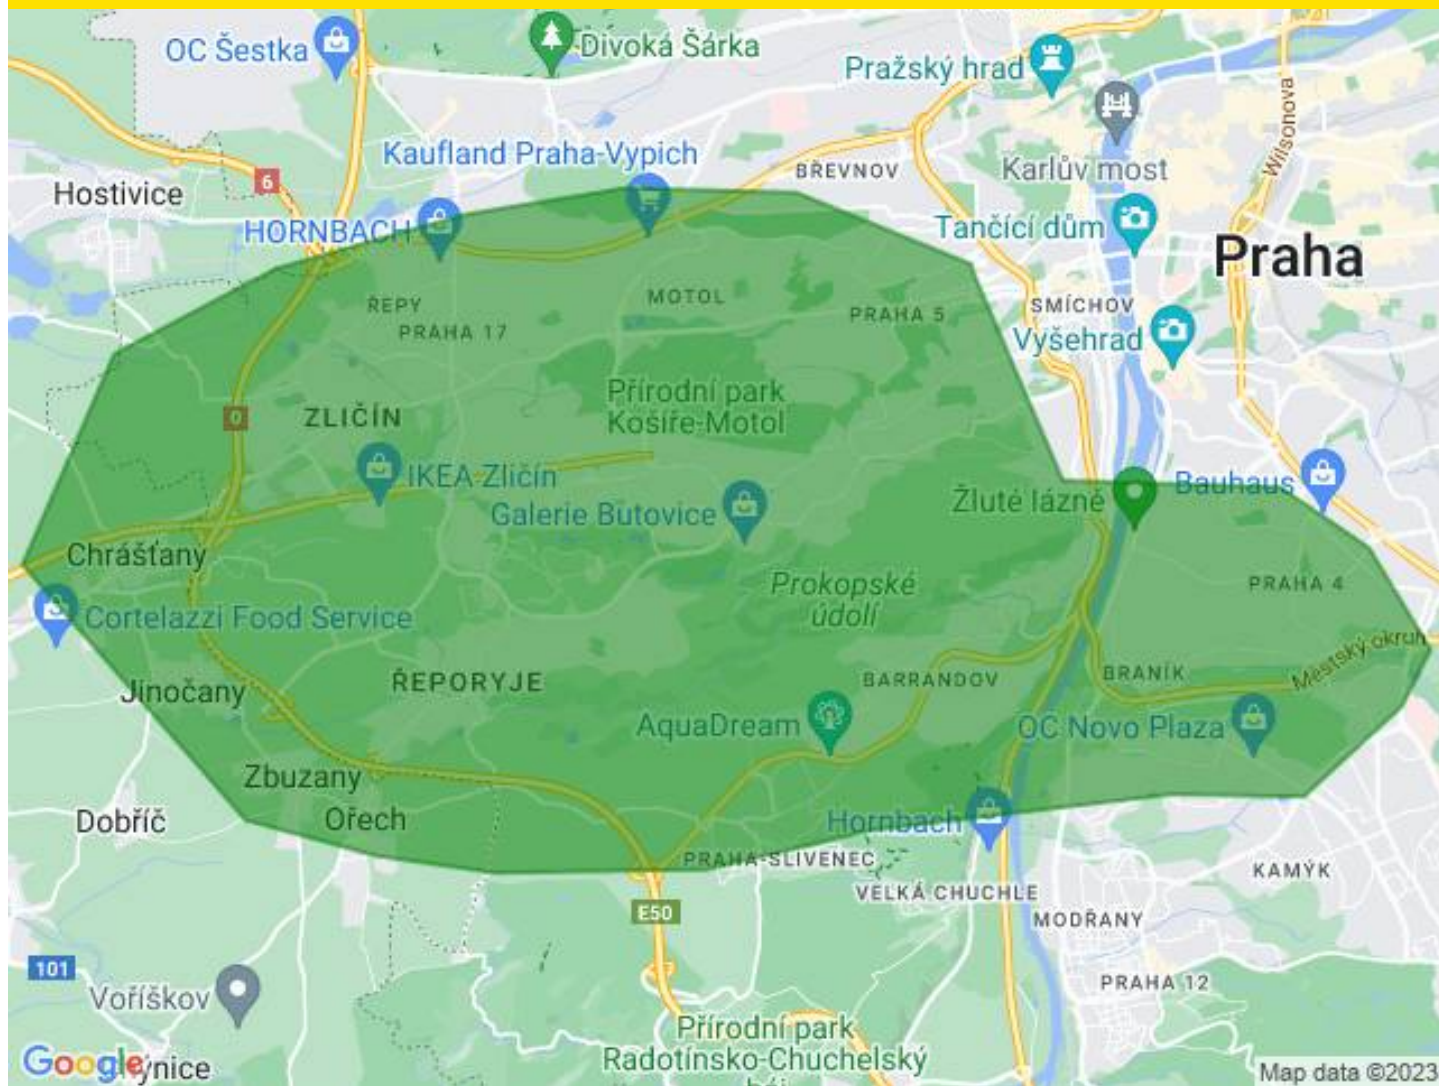 OC Šestka
Divoká Šárka
Pražský hrad
Wilsonova
Kaufland Praha-Vypich
BŘEVNOV
Karlův most
6
Hostivice
HORNBACH
Tančící dům
Praha
ŘEPY
MOTOL
SMÍCHOV
PRAHA 17
PRAHA 5
Vyšehrad
Přírodní park
Košíře-Motol
0
ZLIČÍN
IKEA Zličín
Bauhaus
Galerie Butovice
Žluté lázně
Chrášťany
Prokopské
údolí
PRAHA 4
Cortelazzi Food Service
Městský okruh
ŘEPORYJE
BARRANDOV
BRANÍK
Jinočany
AquaDream
OC Novo Plaza
Zbuzany
Dobříč
Ořech
Hornbach
PRAHA-SLIVENEC
KAMÝK
VELKÁ CHUCHLE
E50
MODŘANY
101
PRAHA 12
Voříškov
Přírodní park
Radotínsko-Chuchelský
háj
Google
ýnice
Map data ©2023